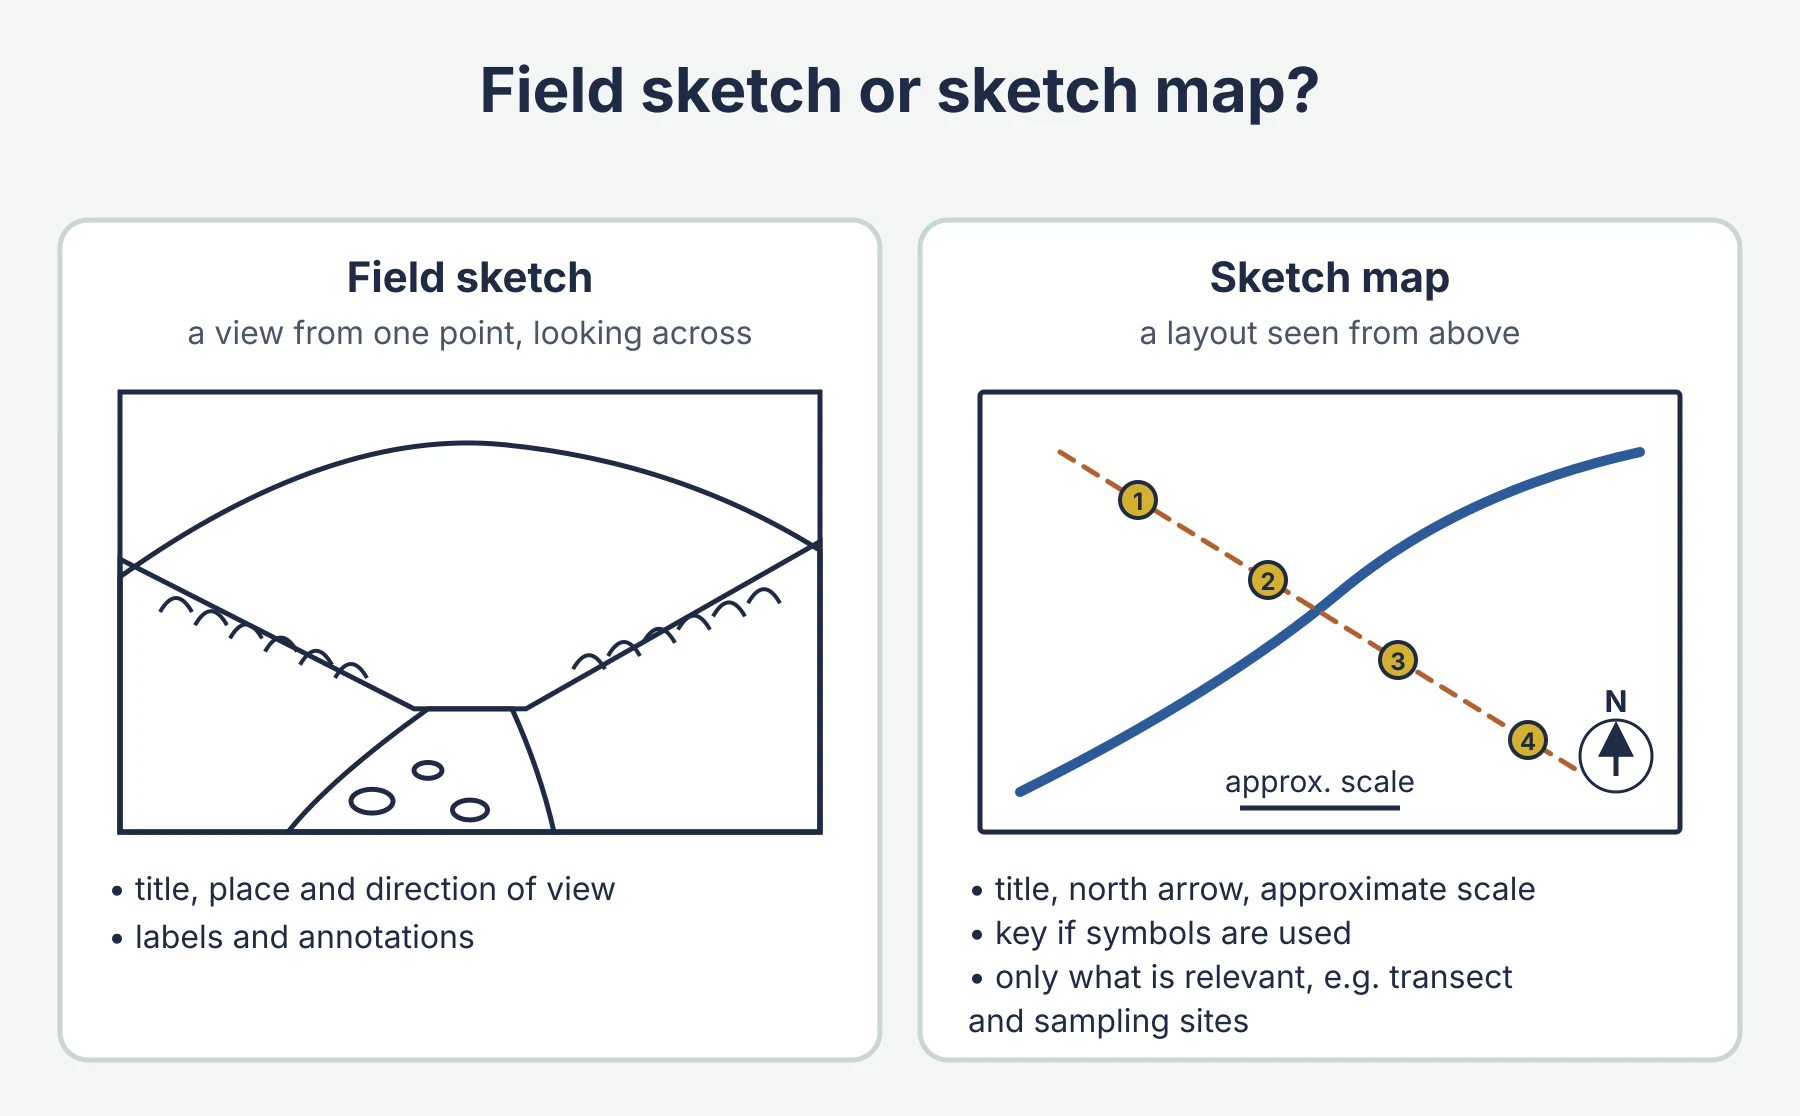 Field sketch or sketch map?
Field sketch
a view from one point, looking across
• title, place and direction of view
• labels and annotations
Sketch map
a layout seen from above
1
2
3
4
N
approx. scale
• title, north arrow, approximate scale
• key if symbols are used
• only what is relevant, e.g. transect
and sampling sites